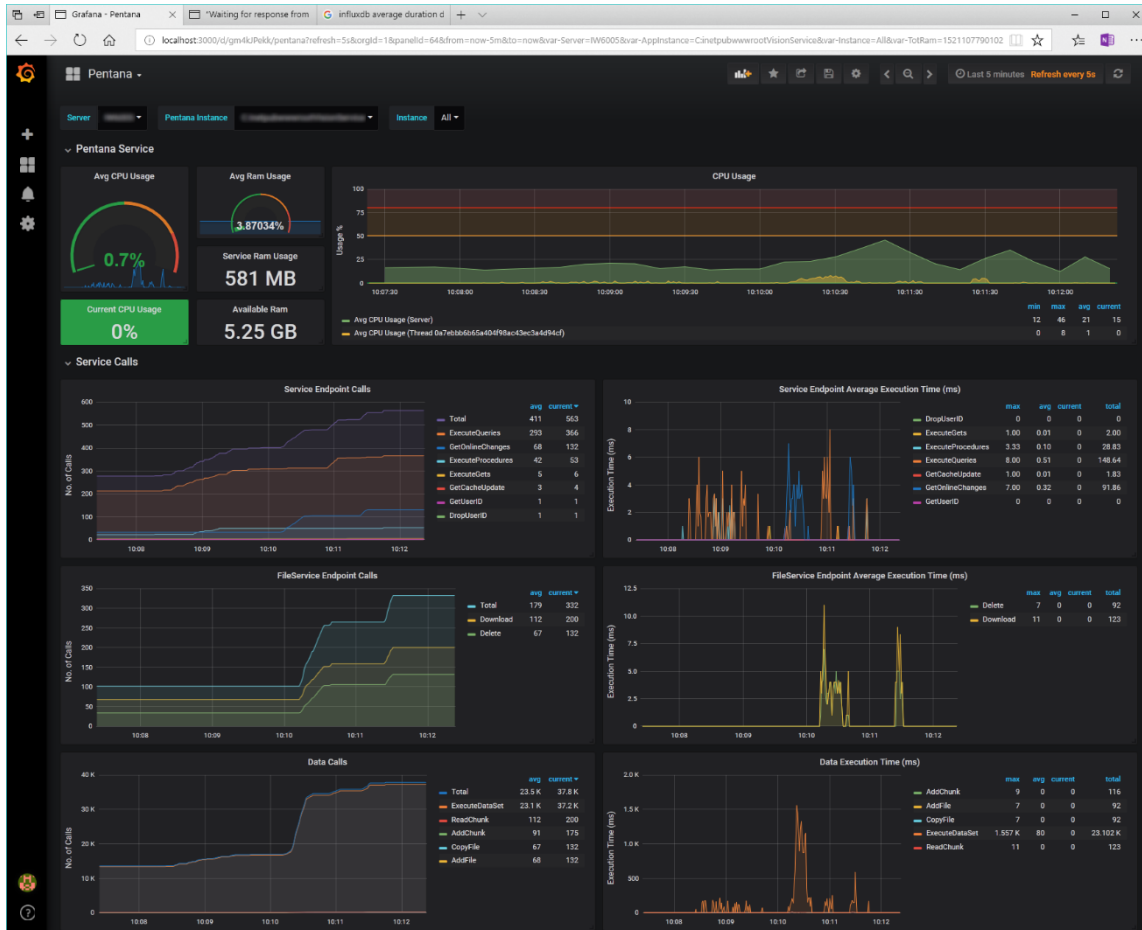 Grafana - Pentana
"Waiting for response from
influxdb average duration d
localhost:3000/d/gm4kJPekk/pentana?refresh=5s&orgId=1&panelId=64&from=now-5m&to=now&var-Server=IW6005&var-AppInstance=C:inetpubwwwrootVisionService&var-Instance=All&var-TotRam=1521107790102
Pentana
Last 5 minutes Refresh every 5s
Server
Pentana Instance
Instance All
Pentana Service
Avg CPU Usage
0.7%
Avg Ram Usage
3.87034%
Service Ram Usage
581 MB
Current CPU Usage
0%
Available Ram
5.25 GB
CPU Usage
Usage %
100
75
50
25
0
10:07:30 10:08:00 10:08:30 10:09:00 10:09:30 10:10:00 10:10:30 10:11:00 10:11:30 10:12:00
min max avg current
Avg CPU Usage (Server) 12 46 21 15
Avg CPU Usage (Thread 0a7ebbb6b65a404f98ac43ec3a4d94cf) 0 8 1 0
Service Calls
Service Endpoint Calls
No. of Calls
600
500
400
300
200
100
0
10:08 10:09 10:10 10:11 10:12
avg current
Total 411 563
ExecuteQueries 293 366
GetOnlineChanges 68 132
ExecuteProcedures 42 53
ExecuteGets 5 6
GetCacheUpdate 3 4
GetUserID 1 1
DropUserID 1 1
Service Endpoint Average Execution Time (ms)
Execution Time (ms)
10
8
6
4
2
0
10:08 10:09 10:10 10:11 10:12
max avg current total
DropUserID 0 0 0 0
ExecuteGets 1.00 0.01 0 2.00
ExecuteProcedures 3.33 0.10 0 28.83
ExecuteQueries 8.00 0.51 0 148.64
GetCacheUpdate 1.00 0.01 0 1.83
GetOnlineChanges 7.00 0.32 0 91.86
GetUserID 0 0 0 0
FileService Endpoint Calls
No. of Calls
350
300
250
200
150
100
50
0
10:08 10:09 10:10 10:11 10:12
avg current
Total 179 332
Download 112 200
Delete 67 132
FileService Endpoint Average Execution Time (ms)
Execution Time (ms)
12.5
10.0
7.5
5.0
2.5
0
10:08 10:09 10:10 10:11 10:12
max avg current total
Delete 7 0 0 92
Download 11 0 0 123
Data Calls
No. of Calls
40 K
30 K
20 K
10 K
0
10:08 10:09 10:10 10:11 10:12
avg current
Total 23.5 K 37.8 K
ExecuteDataSet 23.1 K 37.2 K
ReadChunk 112 200
AddChunk 91 175
CopyFile 67 132
AddFile 68 132
Data Execution Time (ms)
Execution Time (ms)
2.0 K
1.5 K
1.0 K
500
0
10:08 10:09 10:10 10:11 10:12
max avg current total
AddChunk 9 0 0 116
AddFile 7 0 0 92
CopyFile 7 0 0 92
ExecuteDataSet 1.557 K 80 0 23.102 K
ReadChunk 11 0 0 123